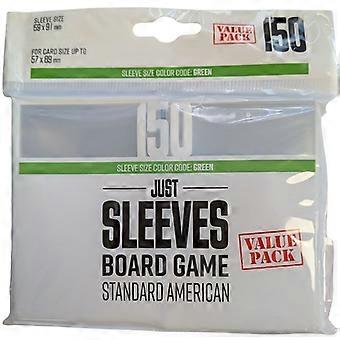 SLEEVE SIZE
59 x 91 mm
FOR CARD SIZE UP TO
57 x 89 mm
VALUE
PACK
150
SLEEVE SIZE COLOR CODE: GREEN
150
SLEEVE SIZE COLOR CODE: GREEN
JUST
SLEEVES
BOARD GAME
STANDARD AMERICAN
VALUE
PACK